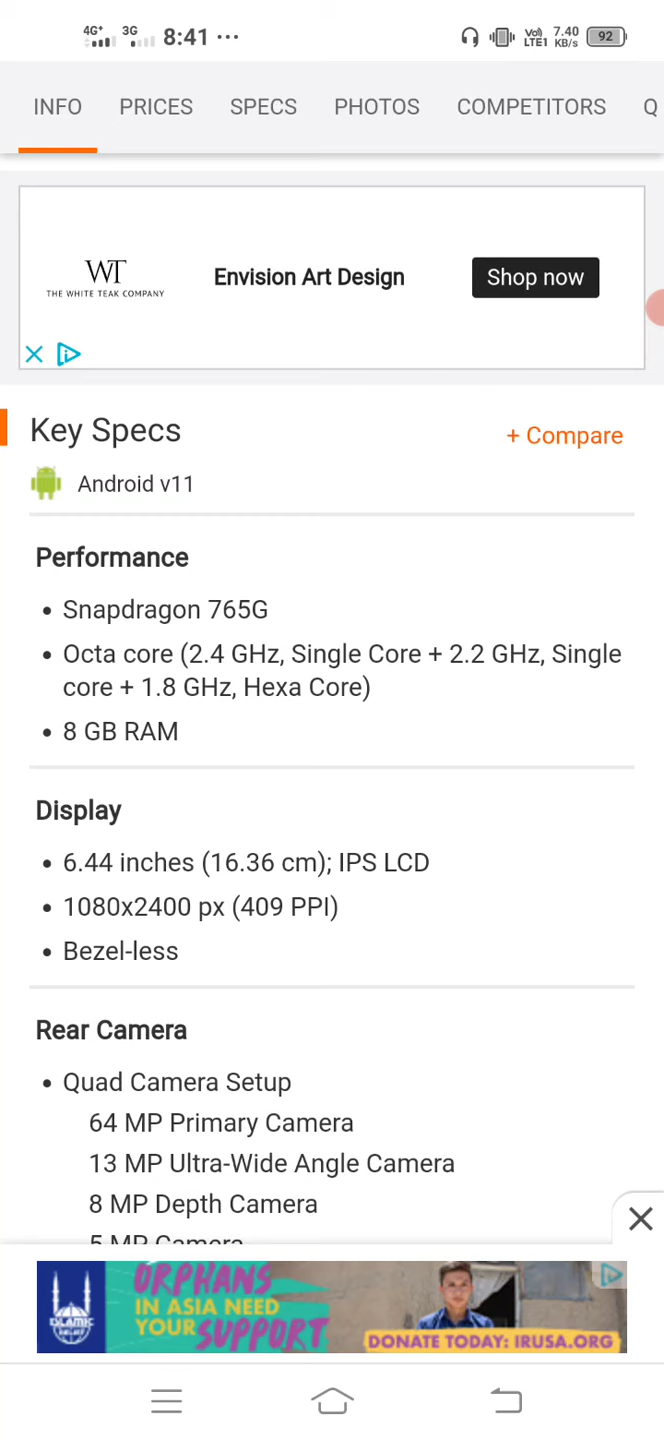 4G+ 3G 8:41 ... Vo) LTE1 7.40 KB/s 92
INFO PRICES SPECS PHOTOS COMPETITORS Q
WT
THE WHITE TEAK COMPANY
Envision Art Design
Shop now
Key Specs
+ Compare
Android v11
Performance
• Snapdragon 765G
• Octa core (2.4 GHz, Single Core + 2.2 GHz, Single
core + 1.8 GHz, Hexa Core)
• 8 GB RAM
Display
• 6.44 inches (16.36 cm); IPS LCD
• 1080x2400 px (409 PPI)
• Bezel-less
Rear Camera
• Quad Camera Setup
64 MP Primary Camera
13 MP Ultra-Wide Angle Camera
8 MP Depth Camera
5 MP Camera
ISLAMIC
RELIEF
ORPHANS
IN ASIA NEED
YOUR SUPPORT
DONATE TODAY: IRUSA.ORG